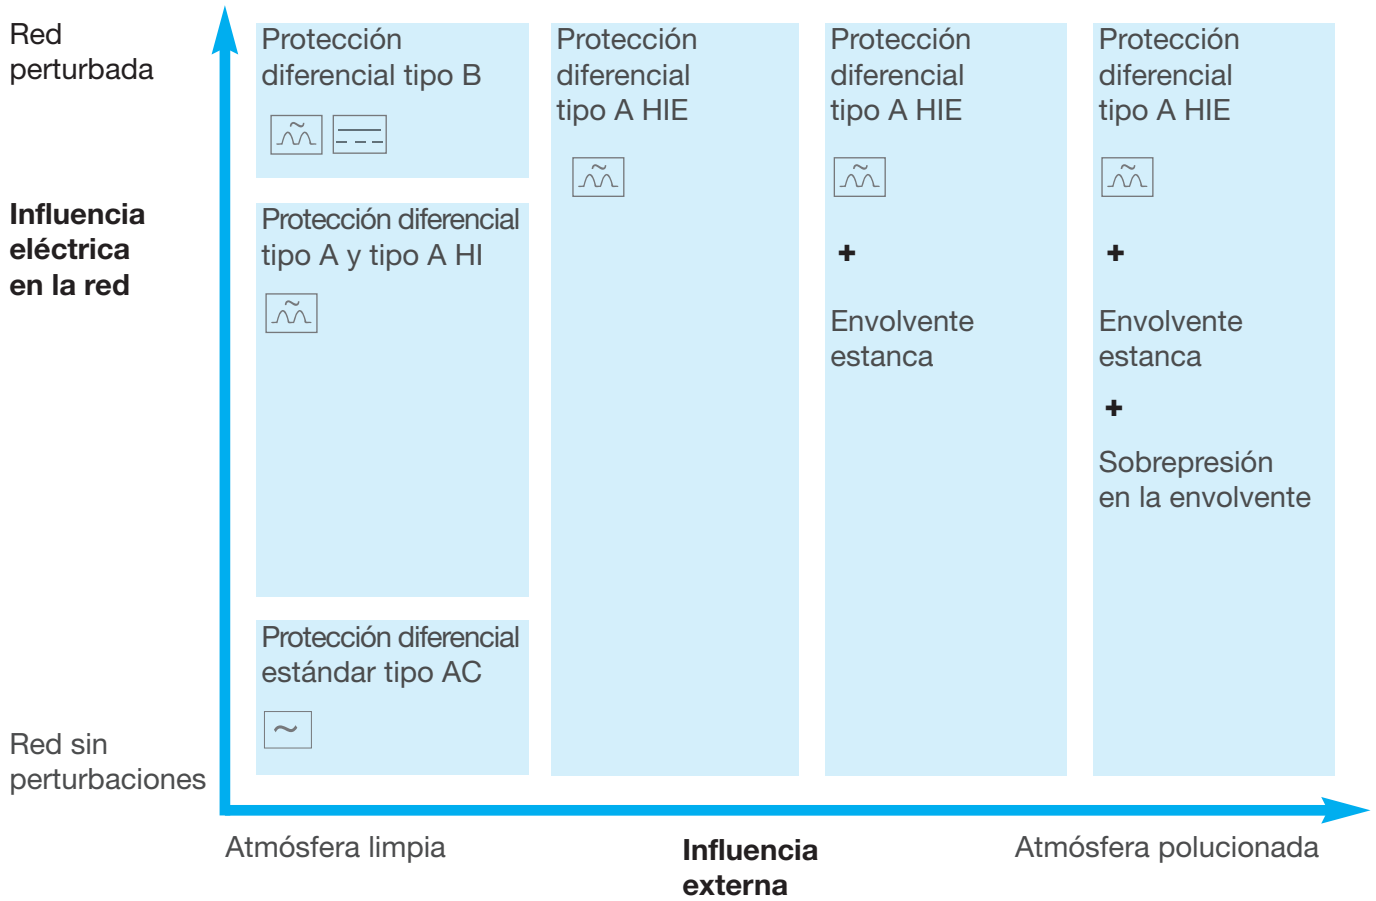 Red
perturbada
Influencia
eléctrica
en la red
Red sin
perturbaciones
Protección
diferencial tipo B
Protección diferencial
tipo A y tipo A HI
Protección diferencial
estándar tipo AC
~
Protección
diferencial
tipo A HIE
Protección
diferencial
tipo A HIE
+
Envolvente
estanca
Protección
diferencial
tipo A HIE
+
Envolvente
estanca
+
Sobrepresión
en la envolvente
Atmósfera limpia
Influencia
externa
Atmósfera polucionada